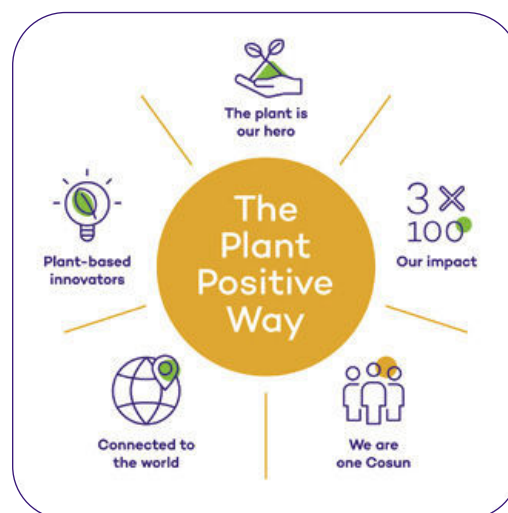 The plant is
our hero
3 x
100
Our impact
We are
one Cosun
Connected to
the world
Plant-based
innovators
The
Plant
Positive
Way